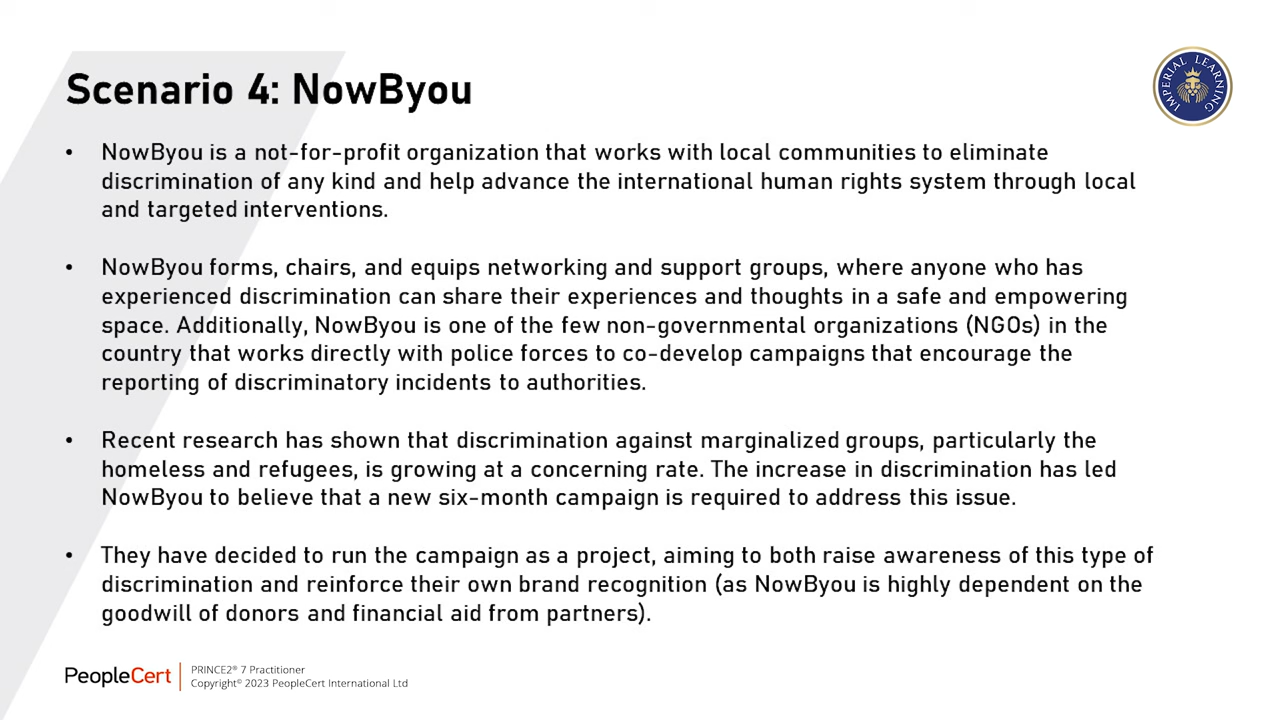 Scenario 4: NowByou
IMPERIAL LEARNING
• NowByou is a not-for-profit organization that works with local communities to eliminate
discrimination of any kind and help advance the international human rights system through local
and targeted interventions.
• NowByou forms, chairs, and equips networking and support groups, where anyone who has
experienced discrimination can share their experiences and thoughts in a safe and empowering
space. Additionally, NowByou is one of the few non-governmental organizations (NGOs) in the
country that works directly with police forces to co-develop campaigns that encourage the
reporting of discriminatory incidents to authorities.
• Recent research has shown that discrimination against marginalized groups, particularly the
homeless and refugees, is growing at a concerning rate. The increase in discrimination has led
NowByou to believe that a new six-month campaign is required to address this issue.
• They have decided to run the campaign as a project, aiming to both raise awareness of this type of
discrimination and reinforce their own brand recognition (as NowByou is highly dependent on the
goodwill of donors and financial aid from partners).
PeopleCert
PRINCE2® 7 Practitioner
Copyright© 2023 PeopleCert International Ltd